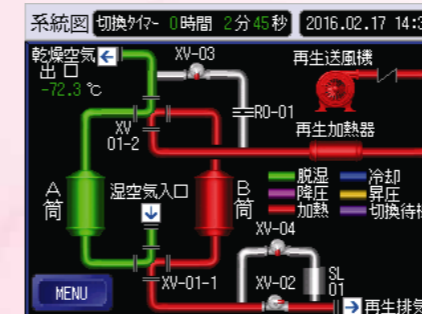 系統図 切換ﾀｲﾏｰ 0時間 2分45秒 2016.02.17 14:3
乾燥空気
出口
-72.3 ℃
XV-03
再生送風機
RO-01
XV
01-2
再生加熱器
A
筒
湿空気入口
B
筒
脱湿 冷却
降圧 昇圧
加熱 切換待機
XV-04
XV-01-1
XV-02
SL
01
MENU
再生排気